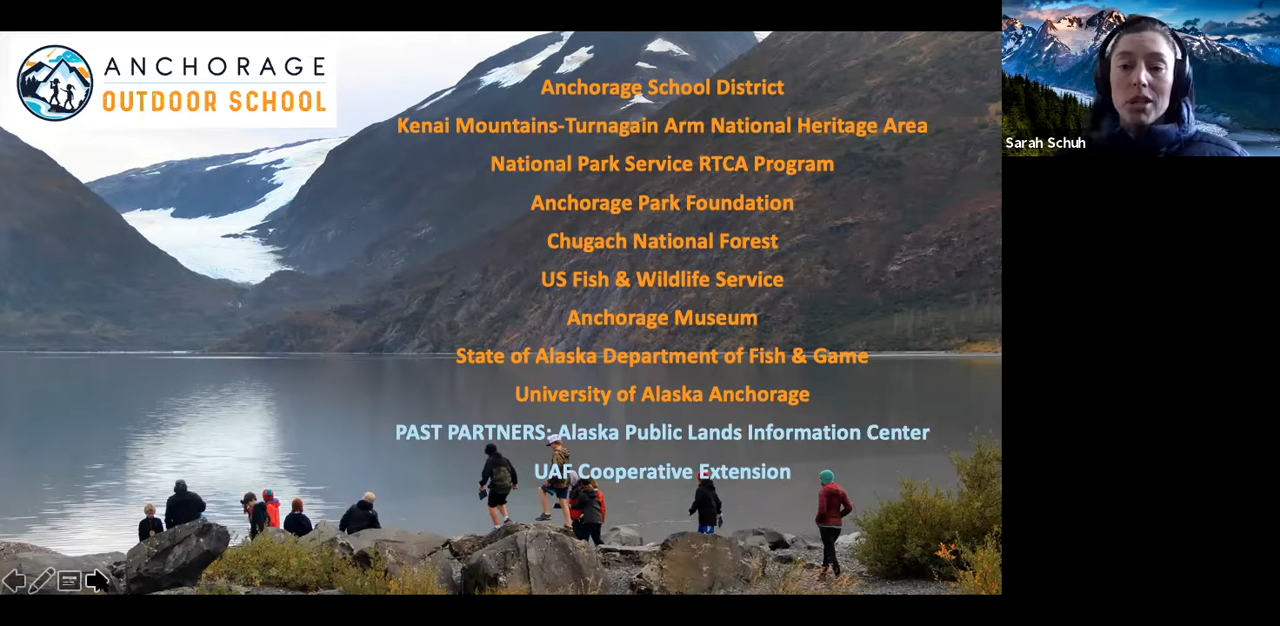 ANCHORAGE
OUTDOOR SCHOOL
Anchorage School District
Kenai Mountains-Turnagain Arm National Heritage Area
National Park Service RTCA Program
Anchorage Park Foundation
Chugach National Forest
US Fish & Wildlife Service
Anchorage Museum
State of Alaska Department of Fish & Game
University of Alaska Anchorage
PAST PARTNERS: Alaska Public Lands Information Center
UAF Cooperative Extension
Sarah Schuh